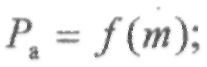 Pₐ = f(ṁ);